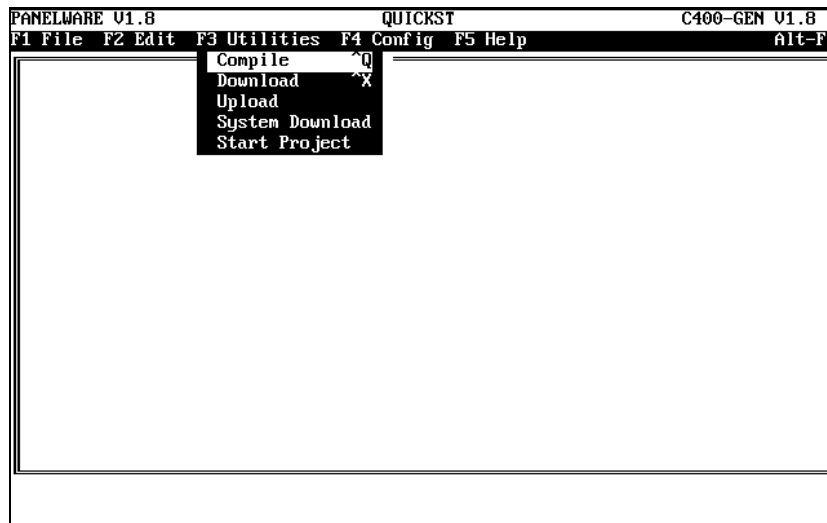 PANELWARE V1.8 QUICKST C400-GEN V1.8
F1 File F2 Edit F3 Utilities F4 Config F5 Help Alt-F
Compile ^Q
Download ^X
Upload
System Download
Start Project